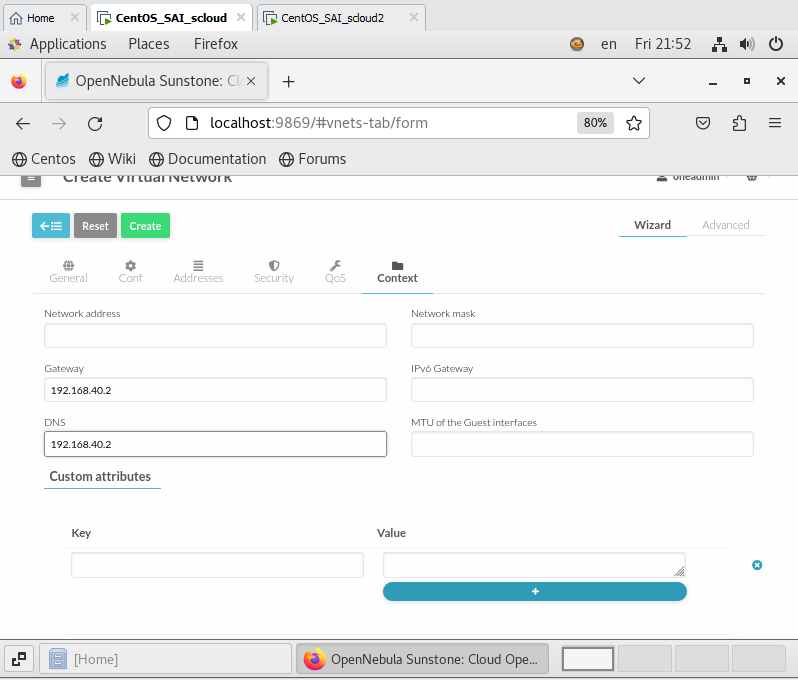 Home CentOS_SAI_scloud CentOS_SAI_scloud2
Applications Places Firefox en Fri 21:52
OpenNebula Sunstone: Clo
localhost:9869/#vnets-tab/form 80%
Centos Wiki Documentation Forums
Create Virtual Network oneadmin
Reset Create Wizard Advanced
General Conf Addresses Security QoS Context
Network address Network mask
Gateway IPv6 Gateway
192.168.40.2
DNS MTU of the Guest interfaces
192.168.40.2
Custom attributes
Key Value
[Home] OpenNebula Sunstone: Cloud Ope...